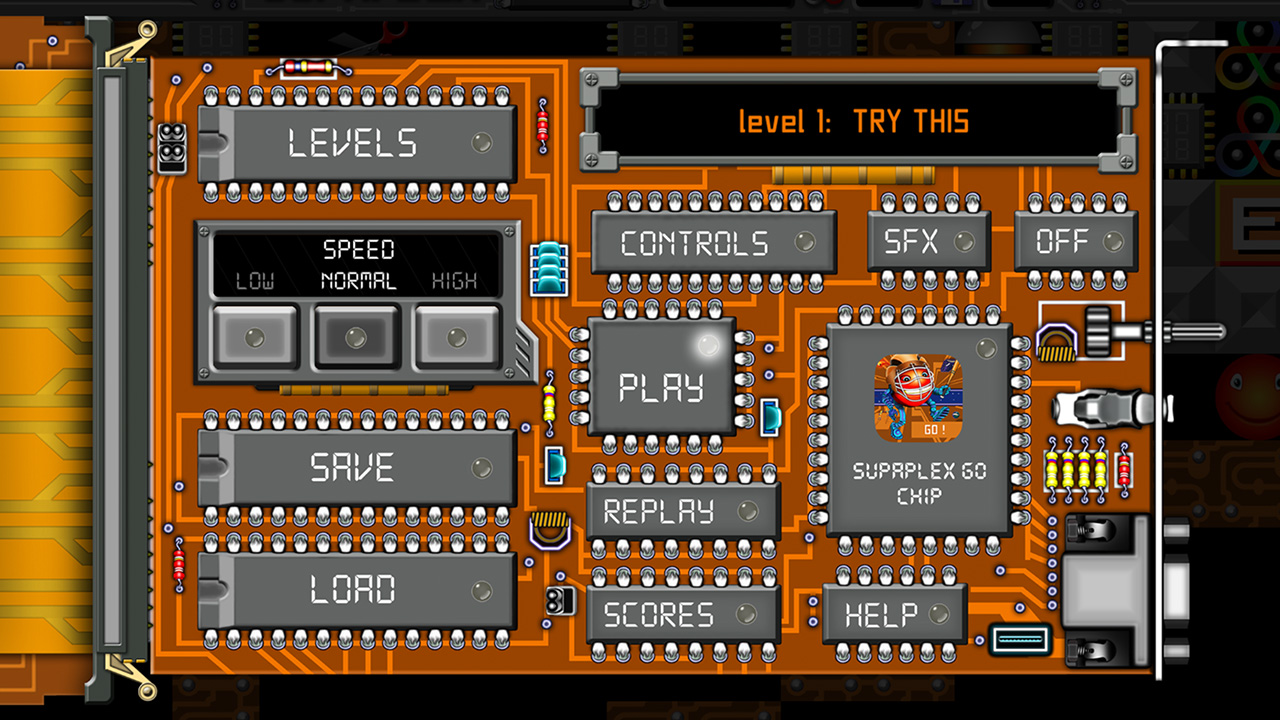 LEVELS
level 1: TRY THIS
SPEED
LOW NORMAL HIGH
CONTROLS
SFX
OFF
PLAY
GO!
SUPAPLEX GO
CHIP
SAVE
REPLAY
LOAD
SCORES
HELP